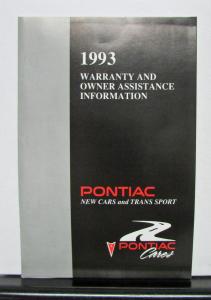 1993
WARRANTY AND
OWNER ASSISTANCE
INFORMATION
PONTIAC
NEW CARS and TRANS SPORT
PONTIAC
Cares